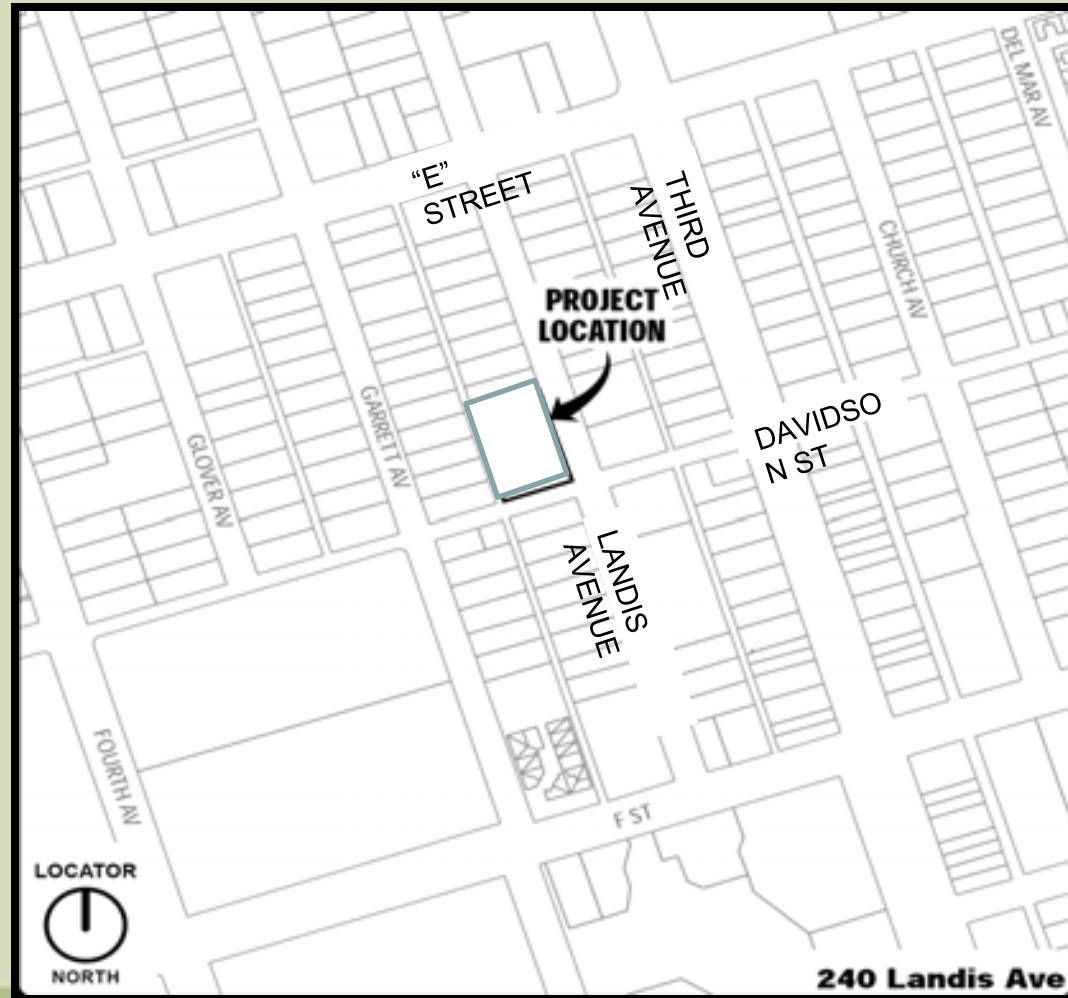 DEL MAR AV
“E”
STREET
THIRD
AVENUE
CHURCH AV
PROJECT
LOCATION
GARRETT AV
DAVIDSO
N ST
GLOVER AV
LANDIS
AVENUE
FOURTH AV
F ST
LOCATOR
NORTH
240 Landis Ave